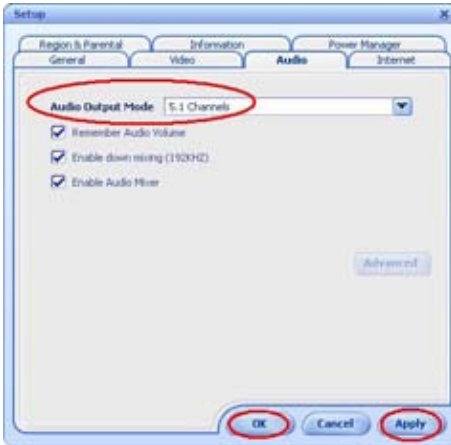 Setup
Region & Parental Information Power Manager
General Video Audio Internet
Audio Output Mode 5.1 Channels
Remember Audio Volume
Enable down mixing (192KHZ)
Enable Audio Mixer
Advanced
OK Cancel Apply